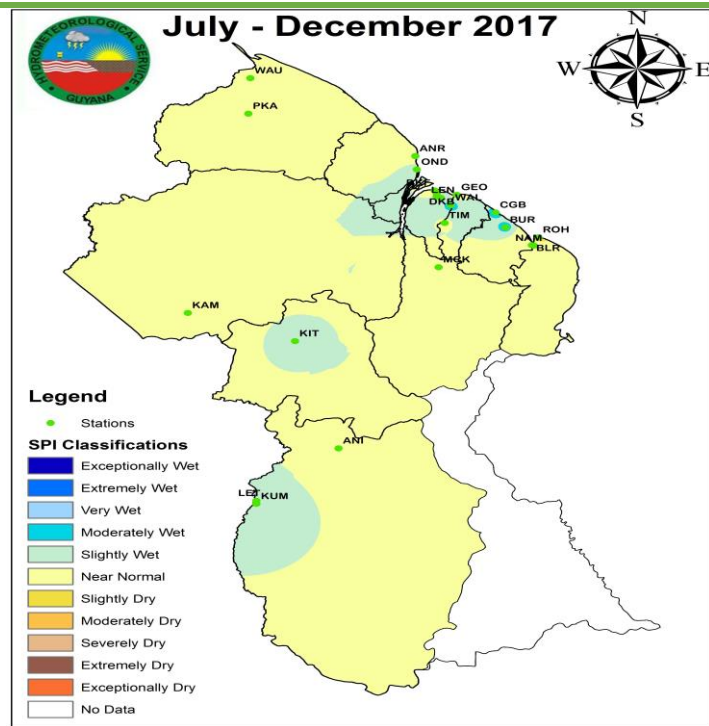 July - December 2017
HYDROMETEOROLOGICAL SERVICE
GUYANA
N
W E
S
WAU
PKA
ANR
OND
LEN
GEO
DKB
WAL
CGB
TIM
BUR
ROH
NAM
BLR
KAM
KIT
ANI
LET
KUM
Legend
Stations
SPI Classifications
Exceptionally Wet
Extremely Wet
Very Wet
Moderately Wet
Slightly Wet
Near Normal
Slightly Dry
Moderately Dry
Severely Dry
Extremely Dry
Exceptionally Dry
No Data